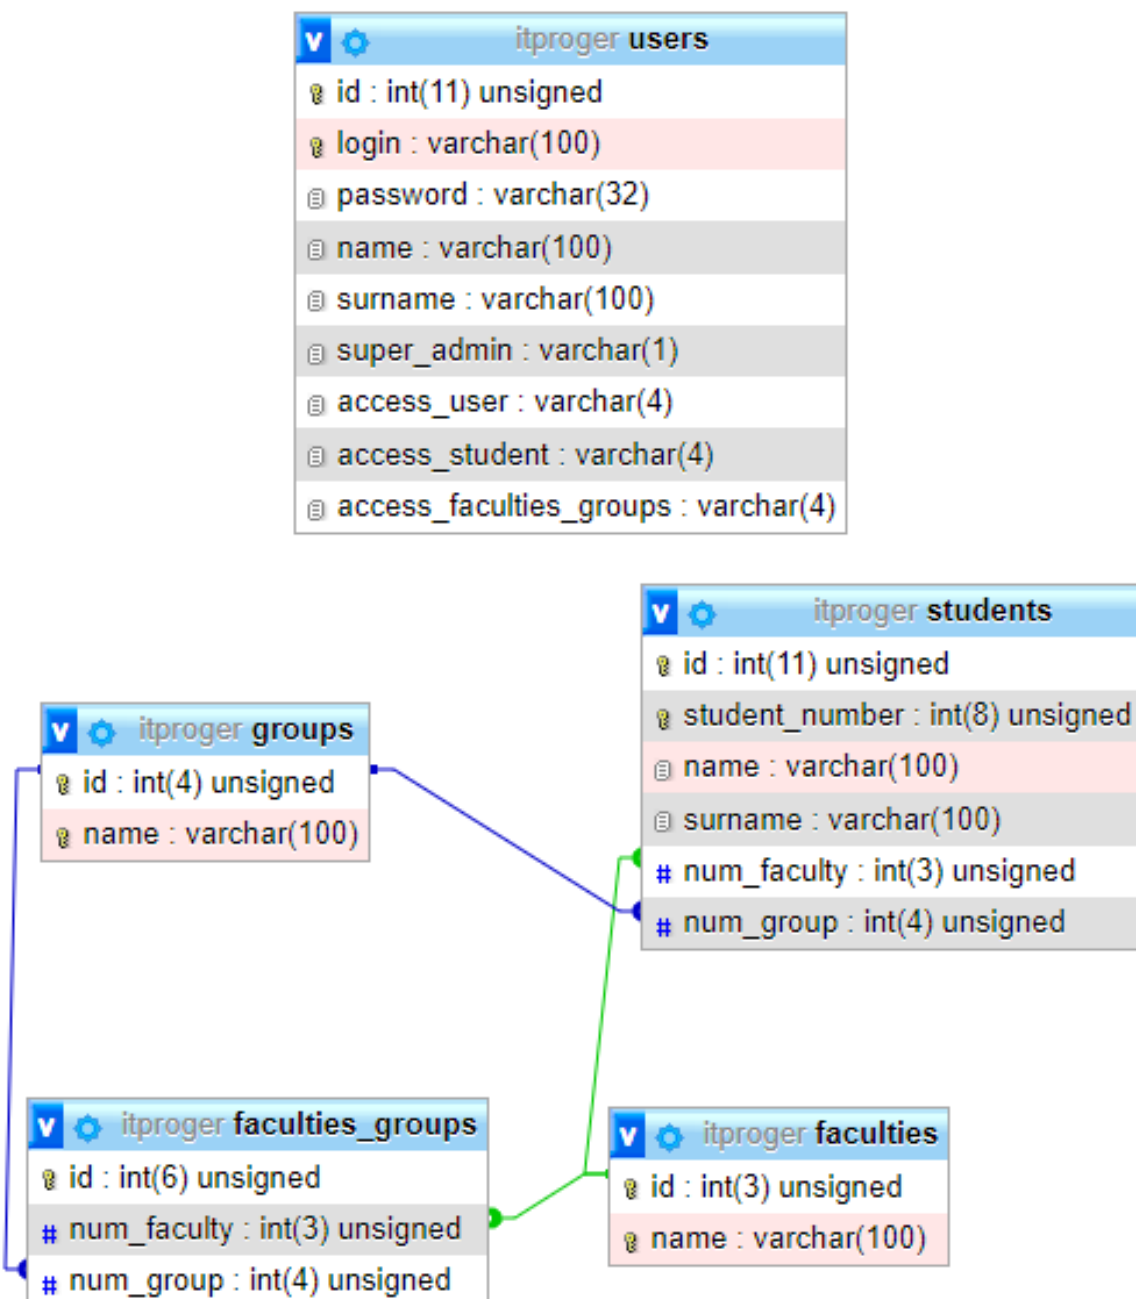 v itproger users
id : int(11) unsigned
login : varchar(100)
password : varchar(32)
name : varchar(100)
surname : varchar(100)
super_admin : varchar(1)
access_user : varchar(4)
access_student : varchar(4)
access_faculties_groups : varchar(4)
v itproger students
id : int(11) unsigned
student_number : int(8) unsigned
name : varchar(100)
surname : varchar(100)
# num_faculty : int(3) unsigned
# num_group : int(4) unsigned
v itproger groups
id : int(4) unsigned
name : varchar(100)
v itproger faculties_groups
id : int(6) unsigned
# num_faculty : int(3) unsigned
# num_group : int(4) unsigned
v itproger faculties
id : int(3) unsigned
name : varchar(100)